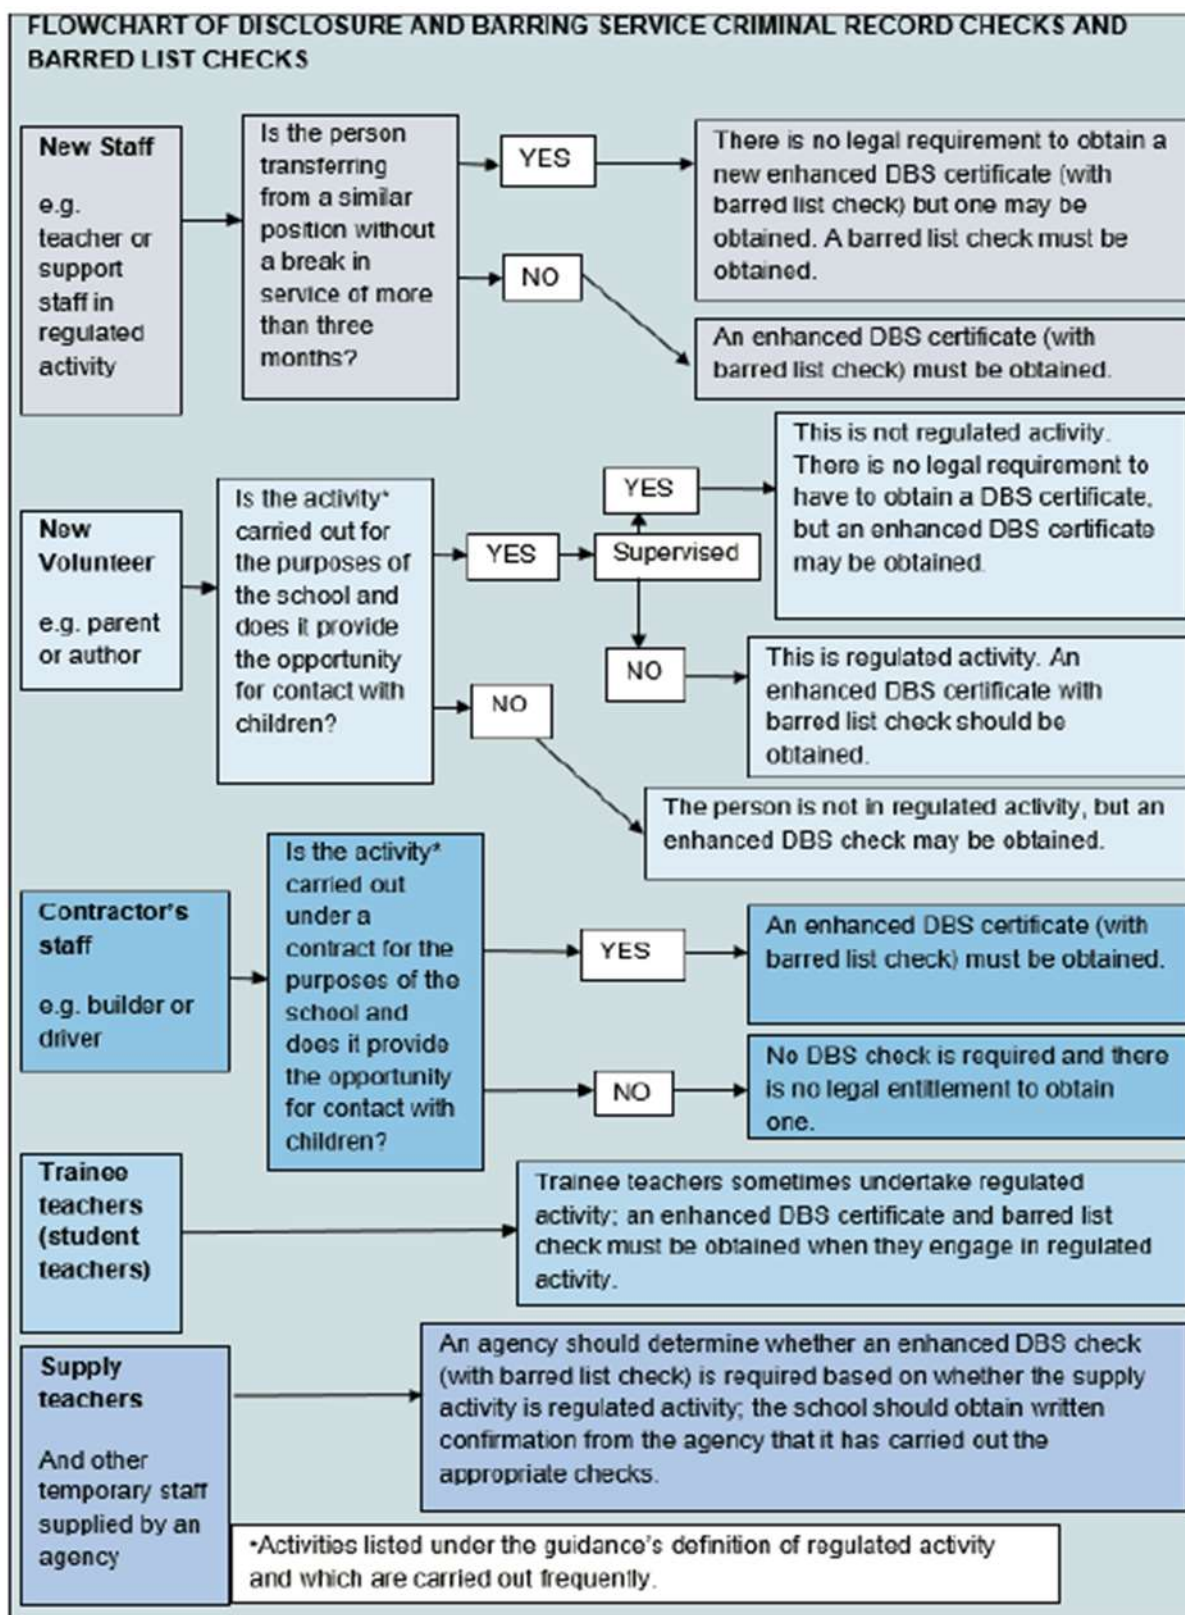 FLOWCHART OF DISCLOSURE AND BARRING SERVICE CRIMINAL RECORD CHECKS AND
BARRED LIST CHECKS
New Staff
e.g.
teacher or
support
staff in
regulated
activity
Is the person
transferring
from a similar
position without
a break in
service of more
than three
months?
YES
There is no legal requirement to obtain a
new enhanced DBS certificate (with
barred list check) but one may be
obtained. A barred list check must be
obtained.
NO
An enhanced DBS certificate (with
barred list check) must be obtained.
New
Volunteer
e.g. parent
or author
Is the activity*
carried out for
the purposes of
the school and
does it provide
the opportunity
for contact with
children?
YES
Supervised
YES
This is not regulated activity.
There is no legal requirement to
have to obtain a DBS certificate,
but an enhanced DBS certificate
may be obtained.
NO
This is regulated activity. An
enhanced DBS certificate with
barred list check should be
obtained.
NO
The person is not in regulated activity, but an
enhanced DBS check may be obtained.
Contractor's
staff
e.g. builder or
driver
Is the activity*
carried out
under a
contract for the
purposes of the
school and
does it provide
the opportunity
for contact with
children?
YES
An enhanced DBS certificate (with
barred list check) must be obtained.
NO
No DBS check is required and there
is no legal entitlement to obtain
one.
Trainee
teachers
(student
teachers)
Trainee teachers sometimes undertake regulated
activity; an enhanced DBS certificate and barred list
check must be obtained when they engage in regulated
activity.
Supply
teachers
And other
temporary staff
supplied by an
agency
An agency should determine whether an enhanced DBS check
(with barred list check) is required based on whether the supply
activity is regulated activity; the school should obtain written
confirmation from the agency that it has carried out the
appropriate checks.
*Activities listed under the guidance's definition of regulated activity
and which are carried out frequently.